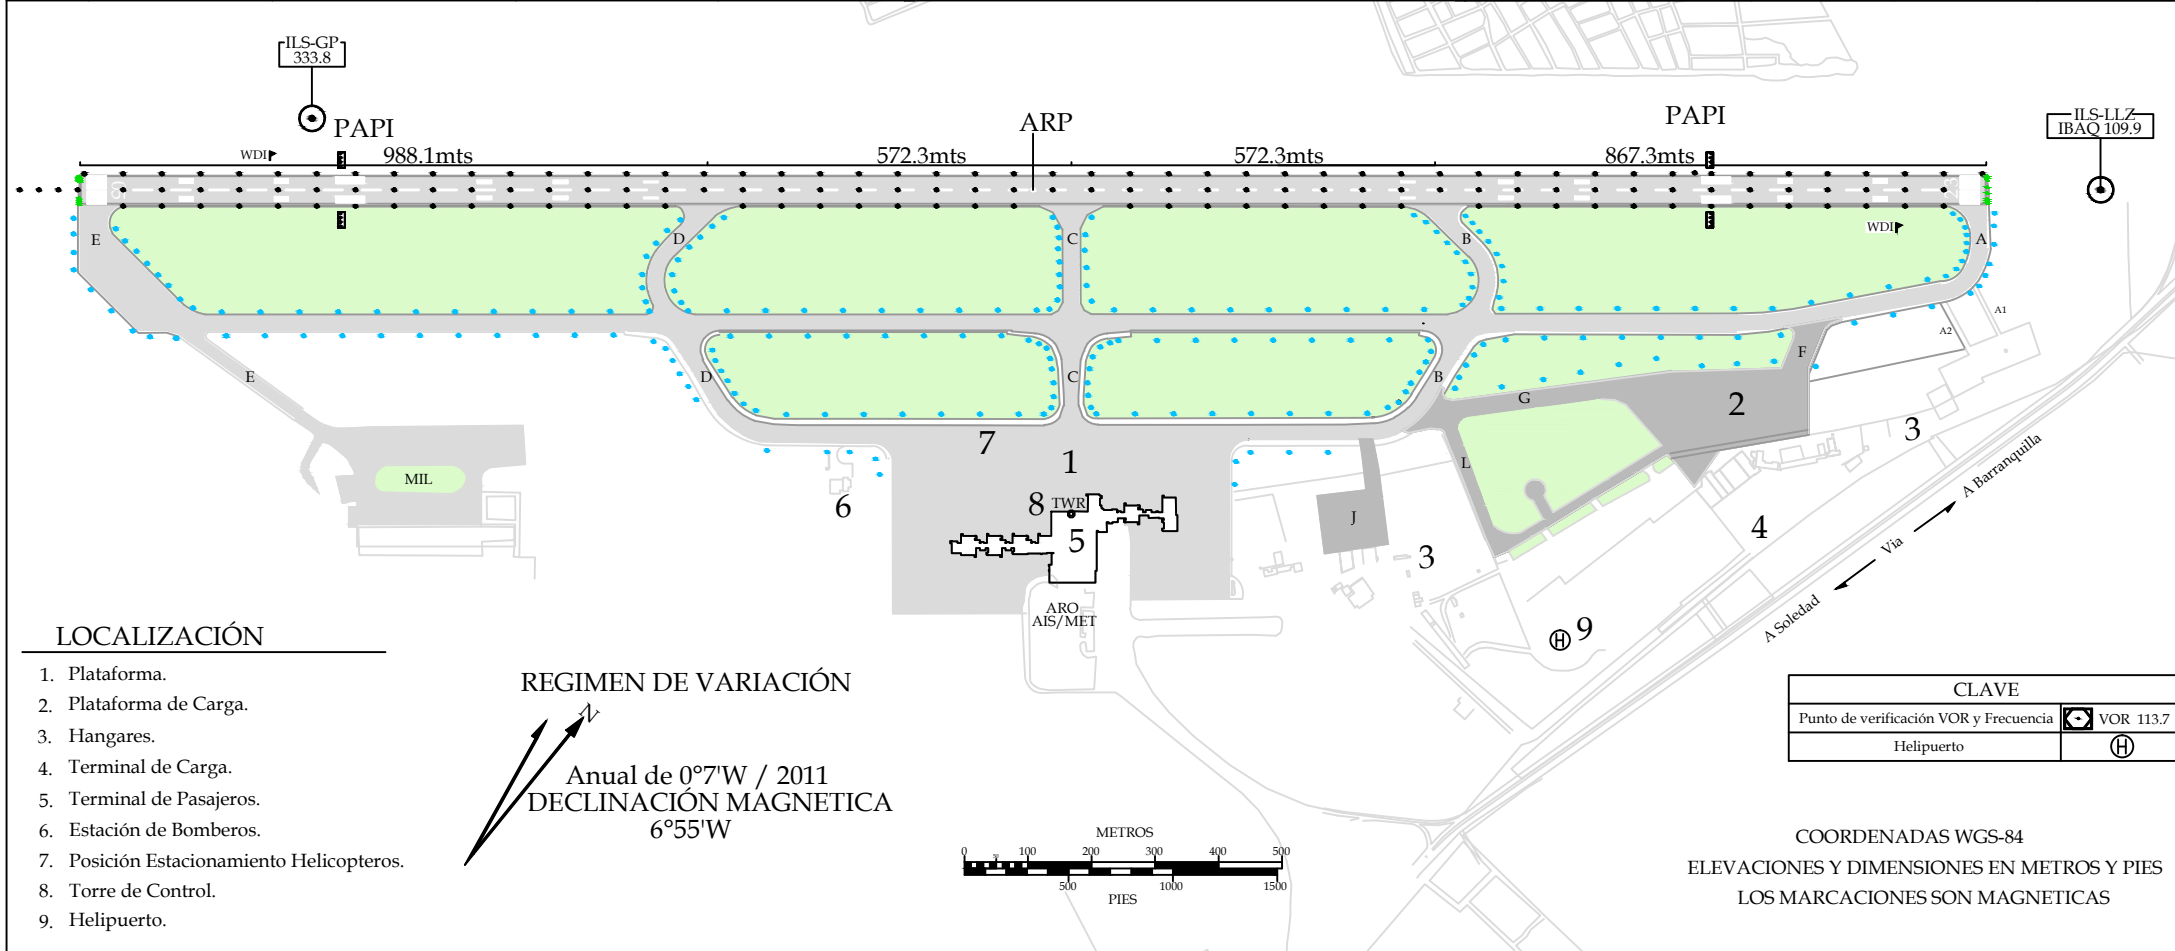 ILS-GP
333.8
PAPI
ARP
PAPI
ILS-LLZ
IBAQ 109.9
WDI
988.1mts
572.3mts
572.3mts
867.3mts
E
D
C
B
WDI
A
A1
A2
E
D
C
B
F
G
2
3
7
1
L
MIL
6
8
TWR
5
J
3
4
A Barranquilla
Via
A Soledad
9
H
ARO
AIS/MET
LOCALIZACIÓN
1. Plataforma.
2. Plataforma de Carga.
3. Hangares.
4. Terminal de Carga.
5. Terminal de Pasajeros.
6. Estación de Bomberos.
7. Posición Estacionamiento Helicopteros.
8. Torre de Control.
9. Helipuerto.
REGIMEN DE VARIACIÓN
N
Anual de 0°7'W / 2011
DECLINACIÓN MAGNETICA
6°55'W
METROS
0 50 100 200 300 400 500
500 1000 1500
PIES
CLAVE
Punto de verificación VOR y Frecuencia VOR 113.7
Helipuerto H
COORDENADAS WGS-84
ELEVACIONES Y DIMENSIONES EN METROS Y PIES
LOS MARCACIONES SON MAGNETICAS